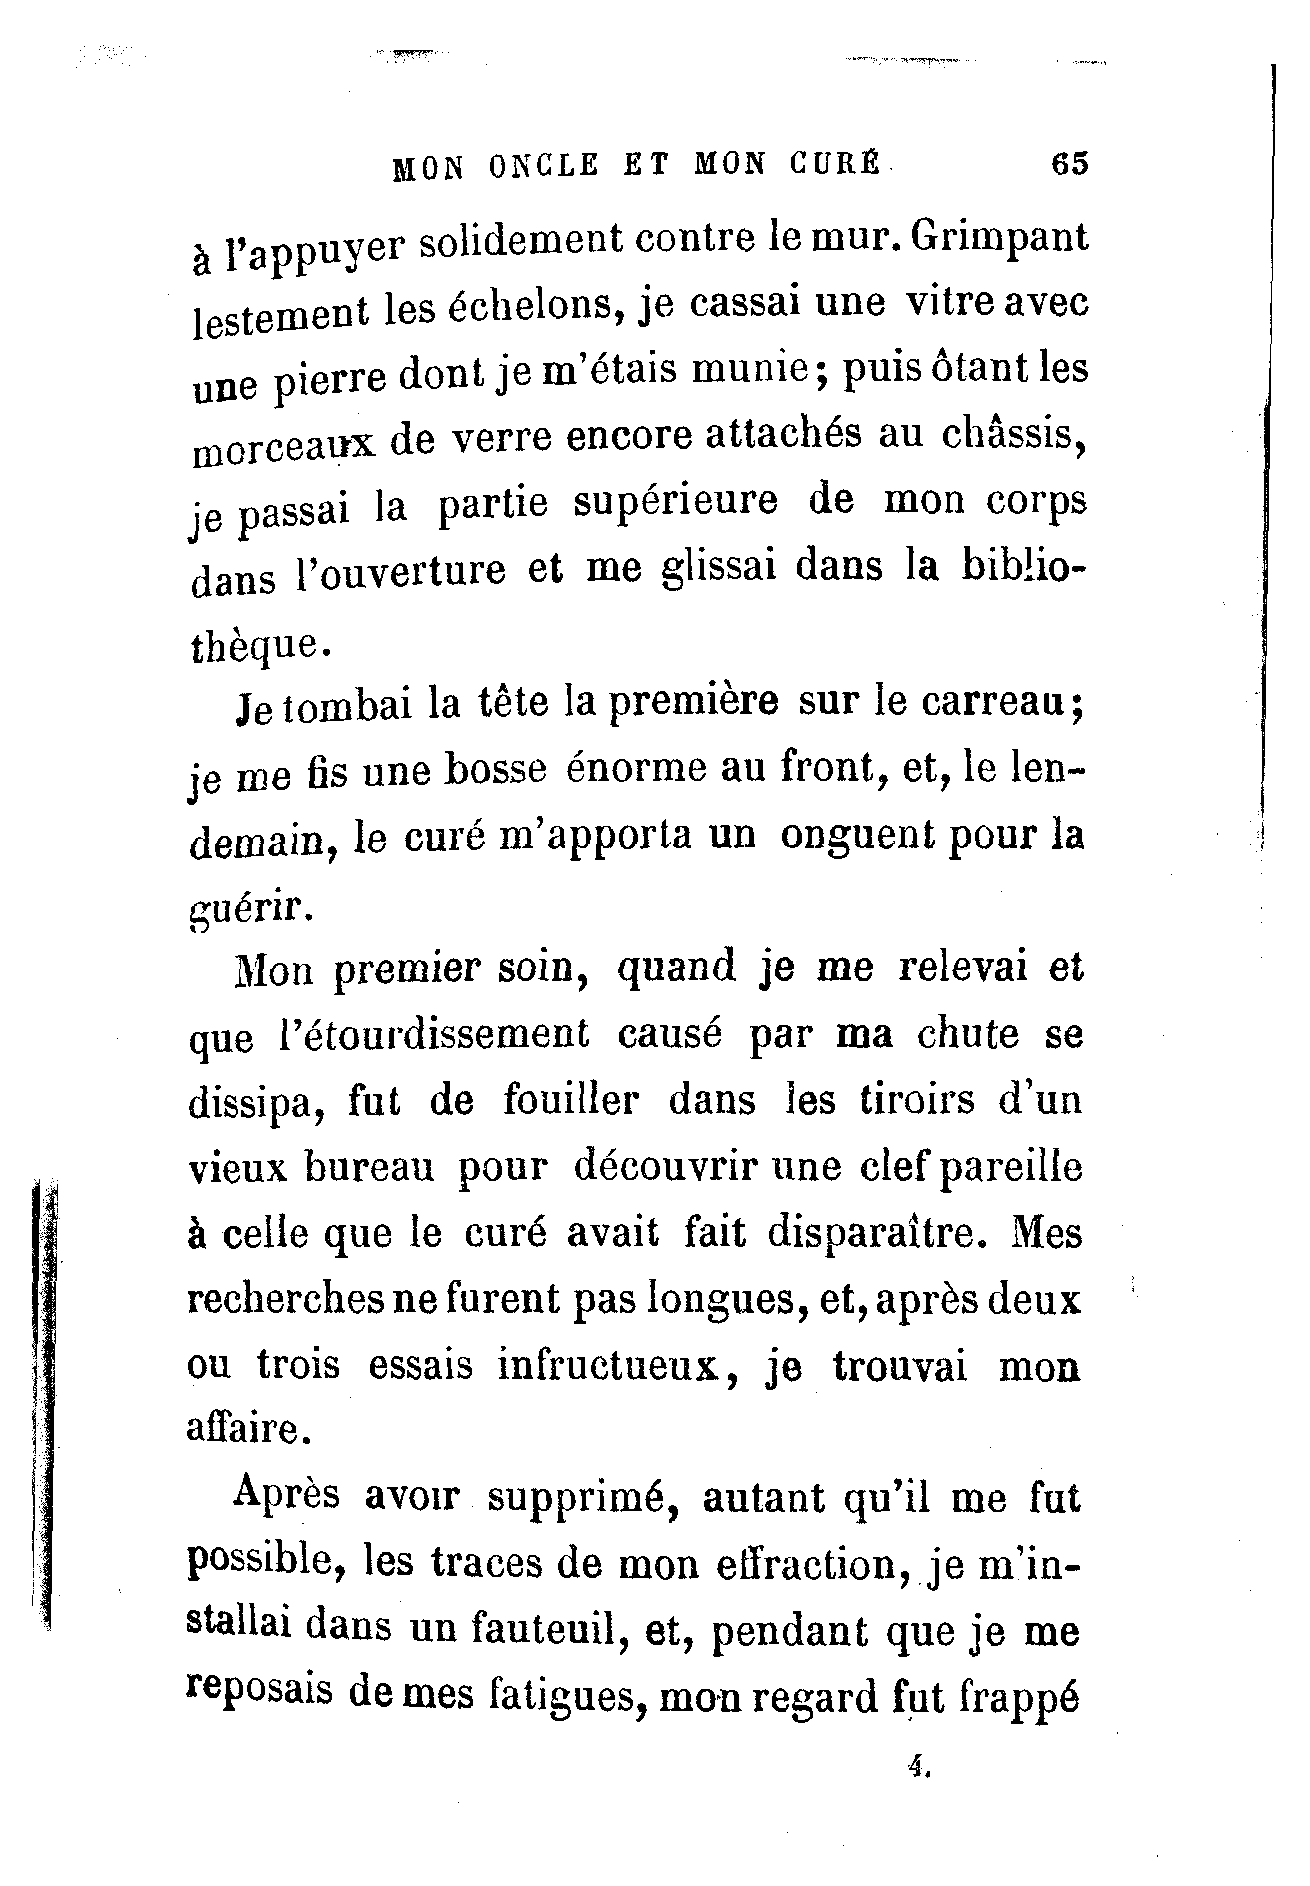 MON ONCLE ET MON CURÉ 65
à l'appuyer solidement contre le mur. Grimpant
lestement les échelons, je cassai une vitre avec
une pierre dont je m'étais munie; puis ôtant les
morceaux de verre encore attachés au châssis,
je passai la partie supérieure de mon corps
dans l'ouverture et me glissai dans la biblio-
thèque.
Je tombai la tête la première sur le carreau;
je me fis une bosse énorme au front, et, le len-
demain, le curé m'apporta un onguent pour la
guérir.
Mon premier soin, quand je me relevai et
que l'étourdissement causé par ma chute se
dissipa, fut de fouiller dans les tiroirs d'un
vieux bureau pour découvrir une clef pareille
à celle que le curé avait fait disparaître. Mes
recherches ne furent pas longues, et, après deux
ou trois essais infructueux, je trouvai mon
affaire.
Après avoir supprimé, autant qu'il me fut
possible, les traces de mon effraction, je m'in-
stallai dans un fauteuil, et, pendant que je me
reposais de mes fatigues, mon regard fut frappé
4.